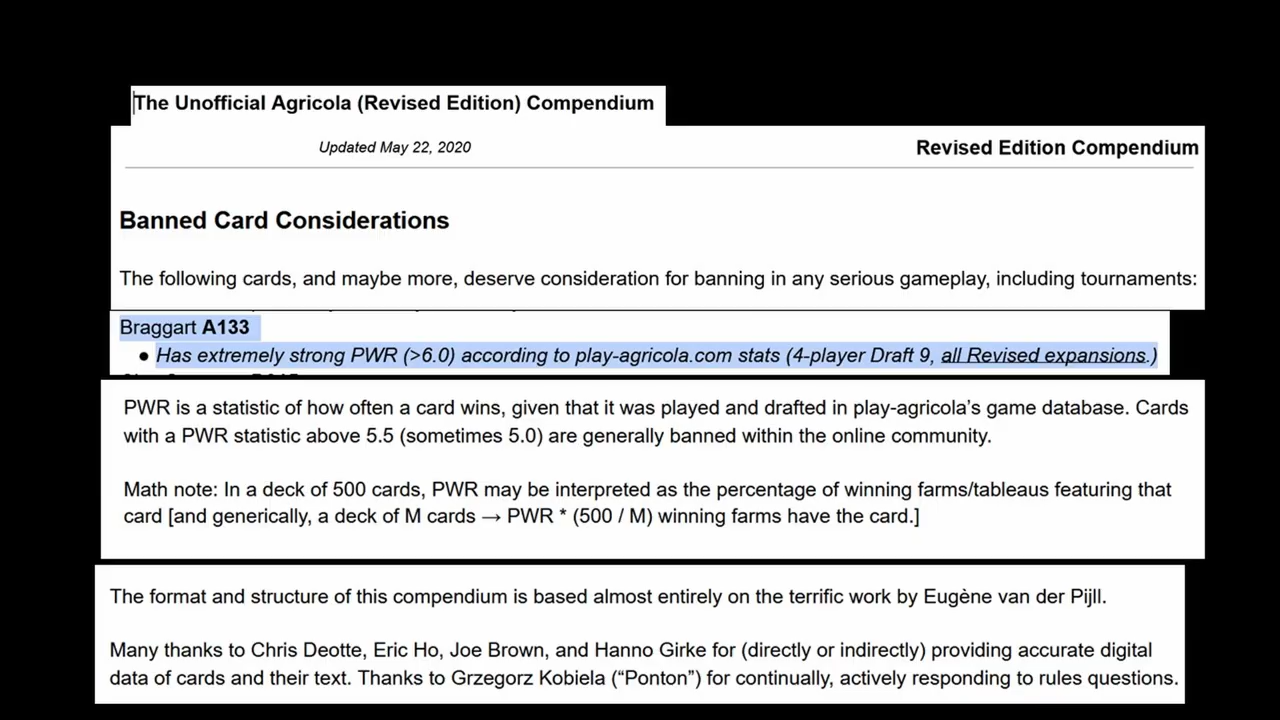 The Unofficial Agricola (Revised Edition) Compendium
Updated May 22, 2020
Revised Edition Compendium
Banned Card Considerations
The following cards, and maybe more, deserve consideration for banning in any serious gameplay, including tournaments:
Braggart A133
● Has extremely strong PWR (>6.0) according to play-agricola.com stats (4-player Draft 9, all Revised expansions.)
PWR is a statistic of how often a card wins, given that it was played and drafted in play-agricola's game database. Cards
with a PWR statistic above 5.5 (sometimes 5.0) are generally banned within the online community.
Math note: In a deck of 500 cards, PWR may be interpreted as the percentage of winning farms/tableaus featuring that
card [and generically, a deck of M cards → PWR * (500 / M) winning farms have the card.]
The format and structure of this compendium is based almost entirely on the terrific work by Eugène van der Pijll.
Many thanks to Chris Deotte, Eric Ho, Joe Brown, and Hanno Girke for (directly or indirectly) providing accurate digital
data of cards and their text. Thanks to Grzegorz Kobiela (“Ponton”) for continually, actively responding to rules questions.